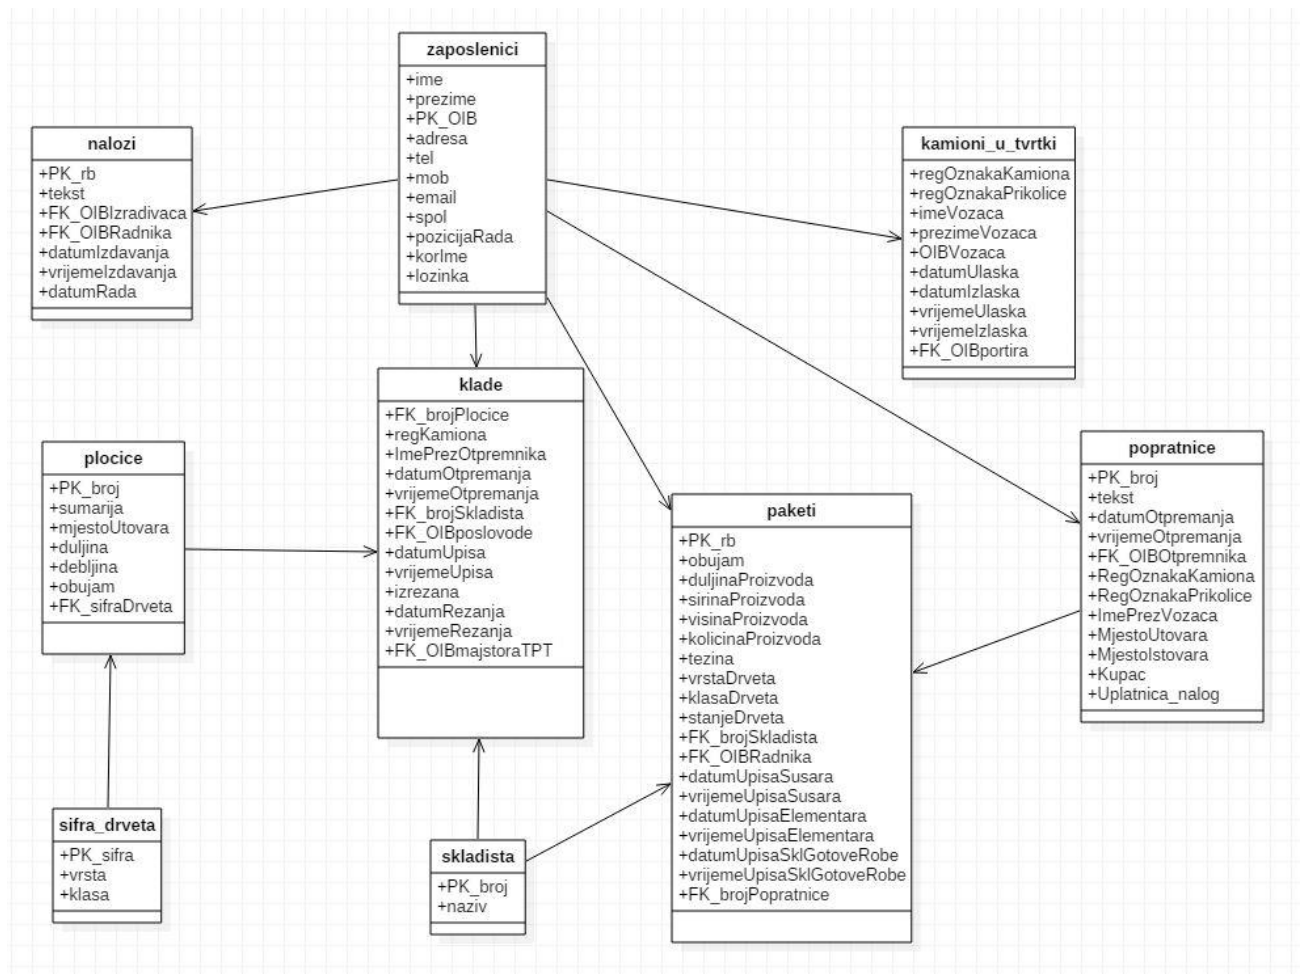 zaposlenici
+ime
+prezime
+PK_OIB
+adresa
+tel
+mob
+email
+spol
+pozicijaRada
+korIme
+lozinka
nalozi
+PK_rb
+tekst
+FK_OIBIzradivaca
+FK_OIBRadnika
+datumIzdavanja
+vrijemeIzdavanja
+datumRada
kamioni_u_tvrtki
+regOznakaKamiona
+regOznakaPrikolice
+imeVozaca
+prezimeVozaca
+OIBVozaca
+datumUlaska
+datumIzlaska
+vrijemeUlaska
+vrijemeIzlaska
+FK_OIBportira
klade
+FK_brojPlocice
+regKamiona
+ImePrezOtpremnika
+datumOtpremanja
+vrijemeOtpremanja
+FK_brojSkladista
+FK_OIBposlovode
+datumUpisa
+vrijemeUpisa
+izrezana
+datumRezanja
+vrijemeRezanja
+FK_OIBmajstoraTPT
plocice
+PK_broj
+sumarija
+mjestoUtovara
+duljina
+debljina
+obujam
+FK_sifraDrveta
popratnice
+PK_broj
+tekst
+datumOtpremanja
+vrijemeOtpremanja
+FK_OIBOtpremnika
+RegOznakaKamiona
+RegOznakaPrikolice
+ImePrezVozaca
+MjestoUtovara
+MjestoIstovara
+Kupac
+Uplatnica_nalog
paketi
+PK_rb
+obujam
+duljinaProizvoda
+sirinaProizvoda
+visinaProizvoda
+kolicinaProizvoda
+tezina
+vrstaDrveta
+klasaDrveta
+stanjeDrveta
+FK_brojSkladista
+FK_OIBRadnika
+datumUpisaSusara
+vrijemeUpisaSusara
+datumUpisaElementara
+vrijemeUpisaElementara
+datumUpisaSklGotoveRobe
+vrijemeUpisaSklGotoveRobe
+FK_brojPopratnice
sifra_drveta
+PK_sifra
+vrsta
+klasa
skladista
+PK_broj
+naziv